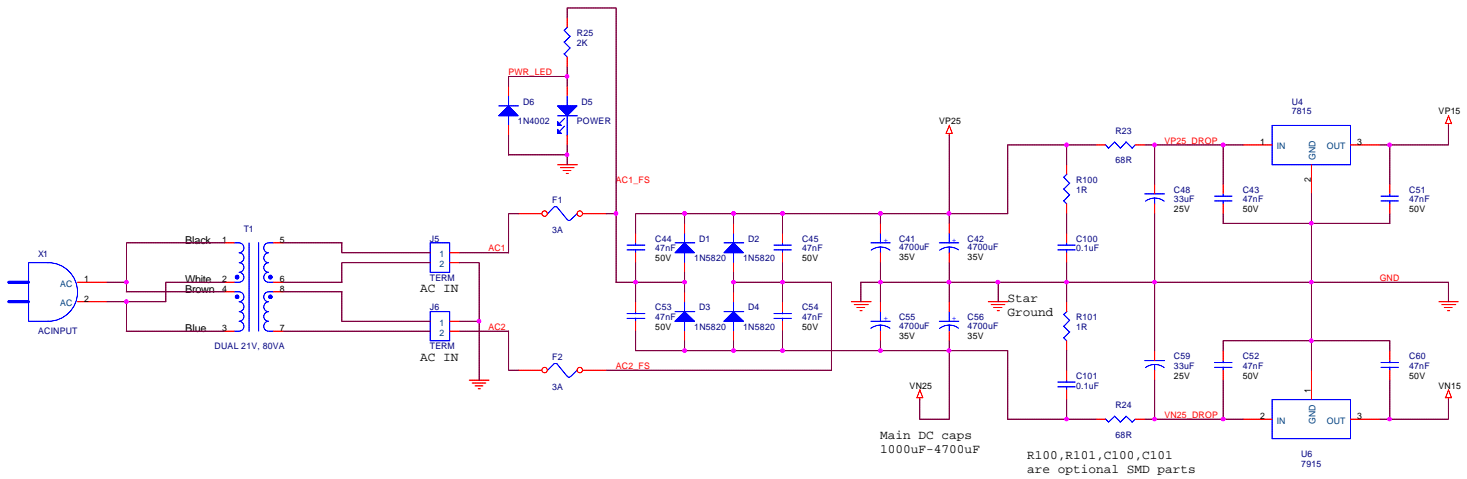 R25
2K
PWR_LED
D6
1N4002
D5
POWER
AC1_FS
F1
3A
X1
AC 1
AC 2
ACINPUT
Black 1
White 2
Brown 4
Blue 3
T1
5
6
8
7
DUAL 21V, 80VA
J5
1
2
TERM
AC IN
J6
1
2
TERM
AC IN
AC1
AC2
F2
3A
AC2_FS
C44
47nF
50V
D1
1N5820
D2
1N5820
C45
47nF
50V
C53
47nF
50V
D3
1N5820
D4
1N5820
C54
47nF
50V
C41
4700uF
35V
C42
4700uF
35V
C55
4700uF
35V
C56
4700uF
35V
VP25
VN25
Star
Ground
Main DC caps
1000uF-4700uF
R100
1R
C100
0.1uF
R101
1R
C101
0.1uF
R23
68R
R24
68R
R100,R101,C100,C101
are optional SMD parts
VP25_DROP
C48
33uF
25V
C43
47nF
50V
U4
7815
1 IN GND OUT 3
2
C51
47nF
50V
VP15
GND
C59
33uF
25V
C52
47nF
50V
VN25_DROP
1
2 IN GND OUT 3
U6
7915
C60
47nF
50V
VN15